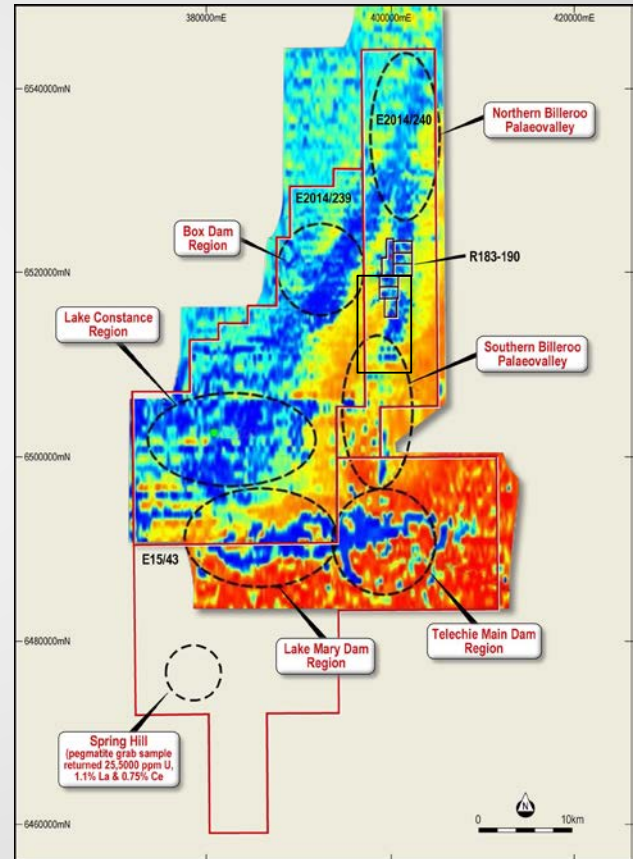 380000mE
400000mE
420000mE
6540000mN
E2014/240
Northern Billeroo
Palaeovalley
E2014/239
Box Dam
Region
R183-190
6520000mN
Lake Constance
Region
Southern Billeroo
Palaeovalley
6500000mN
E15/43
Lake Mary Dam
Region
Telechie Main Dam
Region
6480000mN
Spring Hill
(pegmatite grab sample
returned 25,5000 ppm U,
1.1% La & 0.75% Ce
N
0 10km
6460000mN